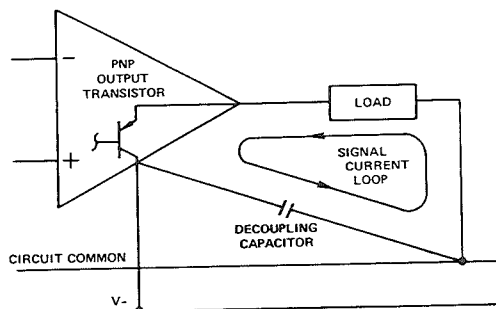 PNP
OUTPUT
TRANSISTOR
−
+
LOAD
SIGNAL
CURRENT
LOOP
DECOUPLING
CAPACITOR
CIRCUIT COMMON
V-